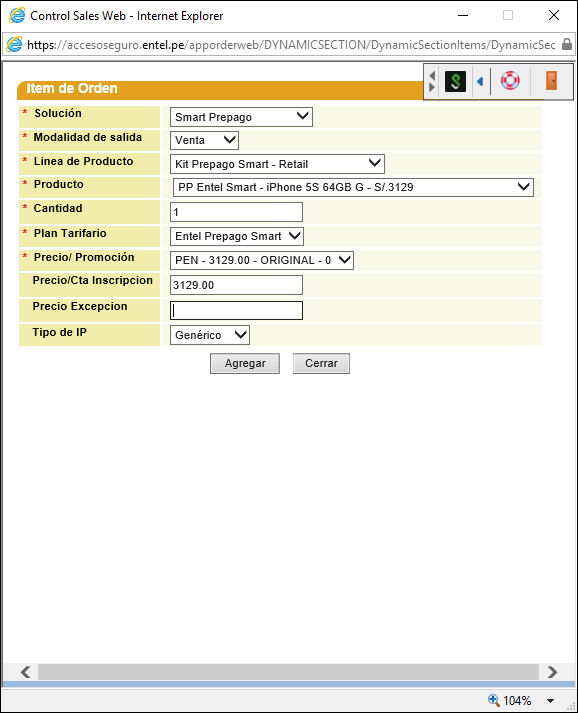 Control Sales Web - Internet Explorer
https://accesoseguro.entel.pe/apporderweb/DYNAMICSECTION/DynamicSectionItems/DynamicSec
Item de Orden
* Solución Smart Prepago
* Modalidad de salida Venta
* Linea de Producto Kit Prepago Smart - Retail
* Producto PP Entel Smart - iPhone 5S 64GB G - S/.3129
* Cantidad 1
* Plan Tarifario Entel Prepago Smart
* Precio/ Promoción PEN - 3129.00 - ORIGINAL - 0
Precio/Cta Inscripcion 3129.00
Precio Excepcion
Tipo de IP Genérico
Agregar Cerrar
104%